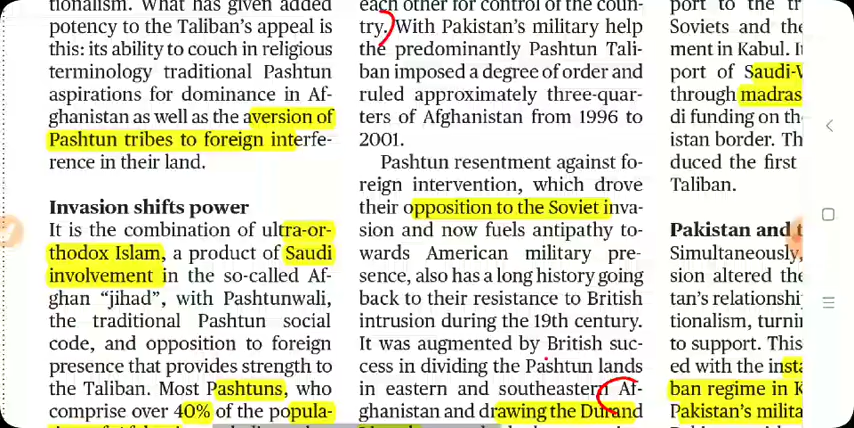 tionalism. What has given added
potency to the Taliban's appeal is
this: its ability to couch in religious
terminology traditional Pashtun
aspirations for dominance in Af-
ghanistan as well as the aversion of
Pashtun tribes to foreign interfe-
rence in their land.
Invasion shifts power
It is the combination of ultra-or-
thodox Islam, a product of Saudi
involvement in the so-called Af-
ghan “jihad”, with Pashtunwali,
the traditional Pashtun social
code, and opposition to foreign
presence that provides strength to
the Taliban. Most Pashtuns, who
comprise over 40% of the popula-
each other for control of the coun-
try. With Pakistan's military help
the predominantly Pashtun Tali-
ban imposed a degree of order and
ruled approximately three-quar-
ters of Afghanistan from 1996 to
2001.
Pashtun resentment against fo-
reign intervention, which drove
their opposition to the Soviet inva-
sion and now fuels antipathy to-
wards American military pre-
sence, also has a long history going
back to their resistance to British
intrusion during the 19th century.
It was augmented by British suc-
cess in dividing the Pashtun lands
in eastern and southeastern Af-
ghanistan and drawing the Durand
port to the
Soviets and the
ment in Kabul.
port of Saudi-
through madras
di funding on
istan border.
duced the first
Taliban.
Pakistan and
Simultaneously,
sion altered the
tan's
tionalism,
to support. This
ed with the
ban regime in
Pakistan's